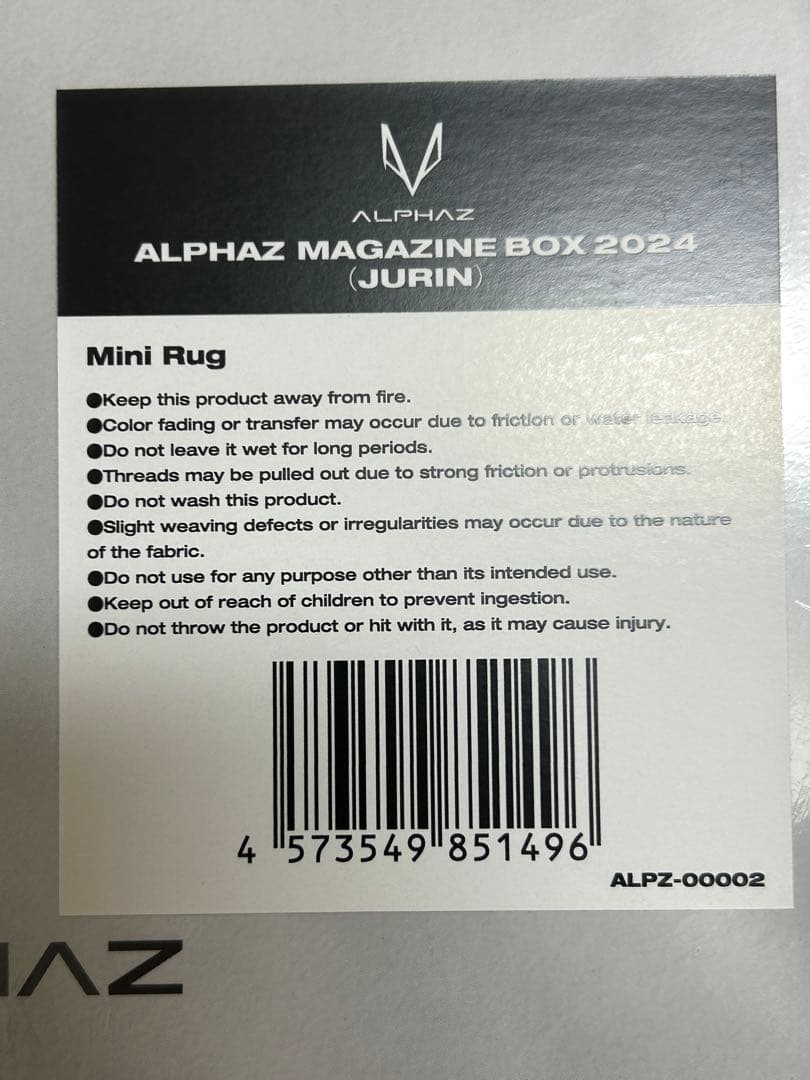 ALPHAZ
ALPHAZ MAGAZINE BOX 2024
(JURIN)
Mini Rug
●Keep this product away from fire.
●Color fading or transfer may occur due to friction or water leakage.
●Do not leave it wet for long periods.
●Threads may be pulled out due to strong friction or protrusions.
●Do not wash this product.
●Slight weaving defects or irregularities may occur due to the nature
of the fabric.
●Do not use for any purpose other than its intended use.
●Keep out of reach of children to prevent ingestion.
●Do not throw the product or hit with it, as it may cause injury.
4 573549 851496
ALPZ-00002
AZ